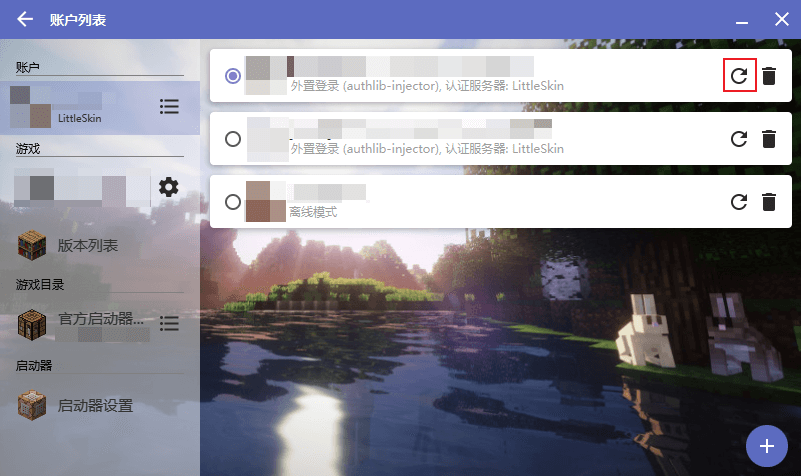 账户列表
账户
LittleSkin
游戏
版本列表
游戏目录
官方启动器...
启动器
启动器设置
外置登录 (authlib-injector), 认证服务器: LittleSkin
外置登录 (authlib-injector), 认证服务器: LittleSkin
离线模式